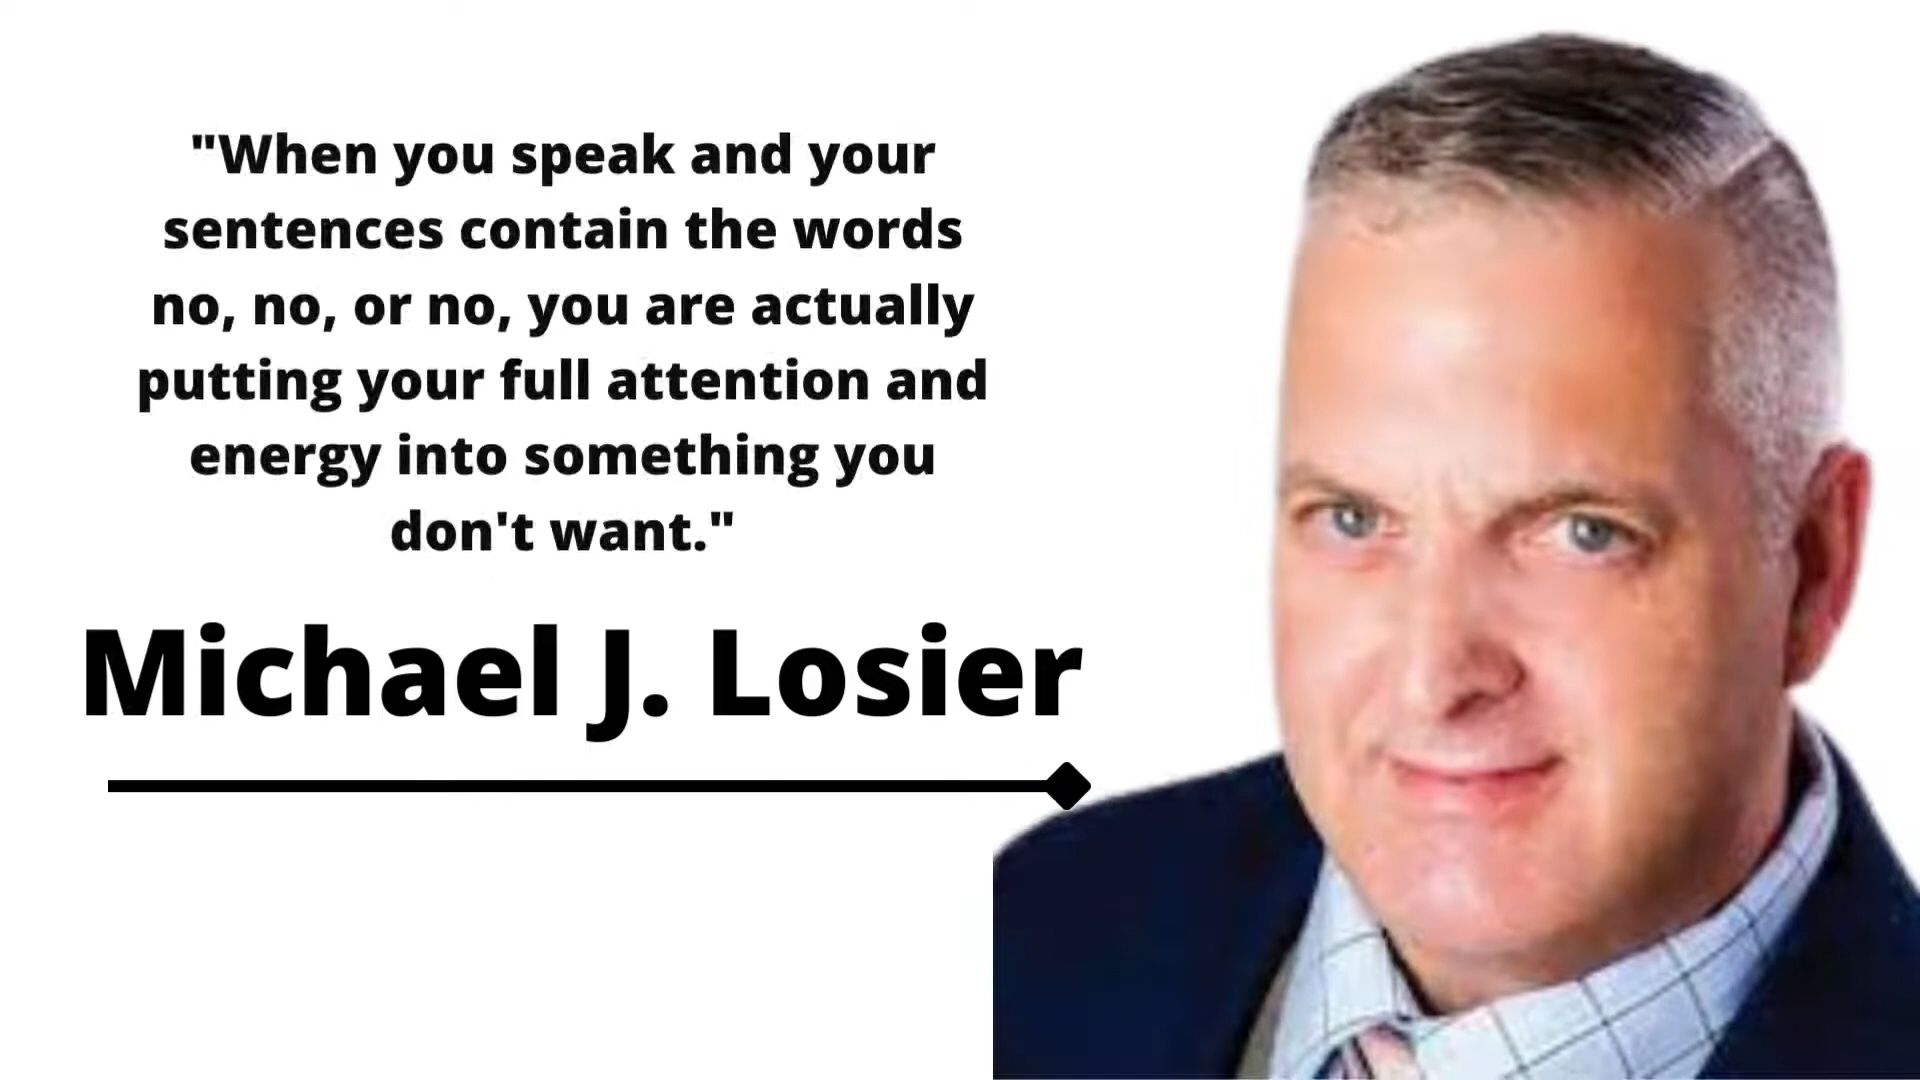 "When you speak and your
sentences contain the words
no, no, or no, you are actually
putting your full attention and
energy into something you
don't want."
Michael J. Losier